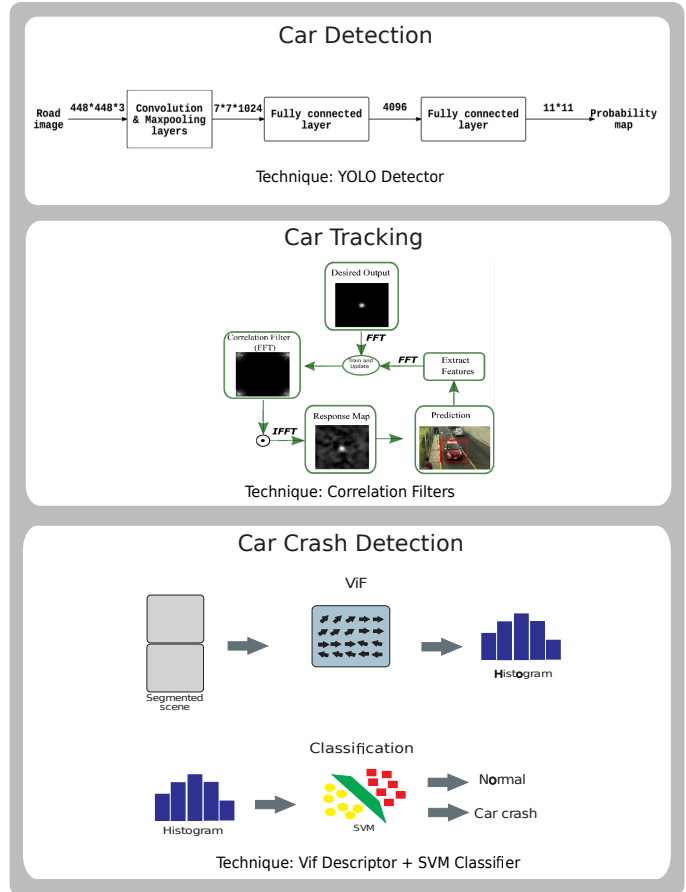 Car Detection
448*448*3
7*7*1024
4096
11*11
Road
image
Convolution
& Maxpooling
layers
Fully connected
layer
Fully connected
layer
Probability
map
Technique: YOLO Detector
Car Tracking
Desired Output
FFT
Correlation Filter
(FFT)
Train and
Update
FFT
Extract
Features
IFFT
Response Map
Prediction
Technique: Correlation Filters
Car Crash Detection
ViF
Segmented
scene
Histogram
Classification
Histogram
SVM
Normal
Car crash
Technique: Vif Descriptor + SVM Classifier